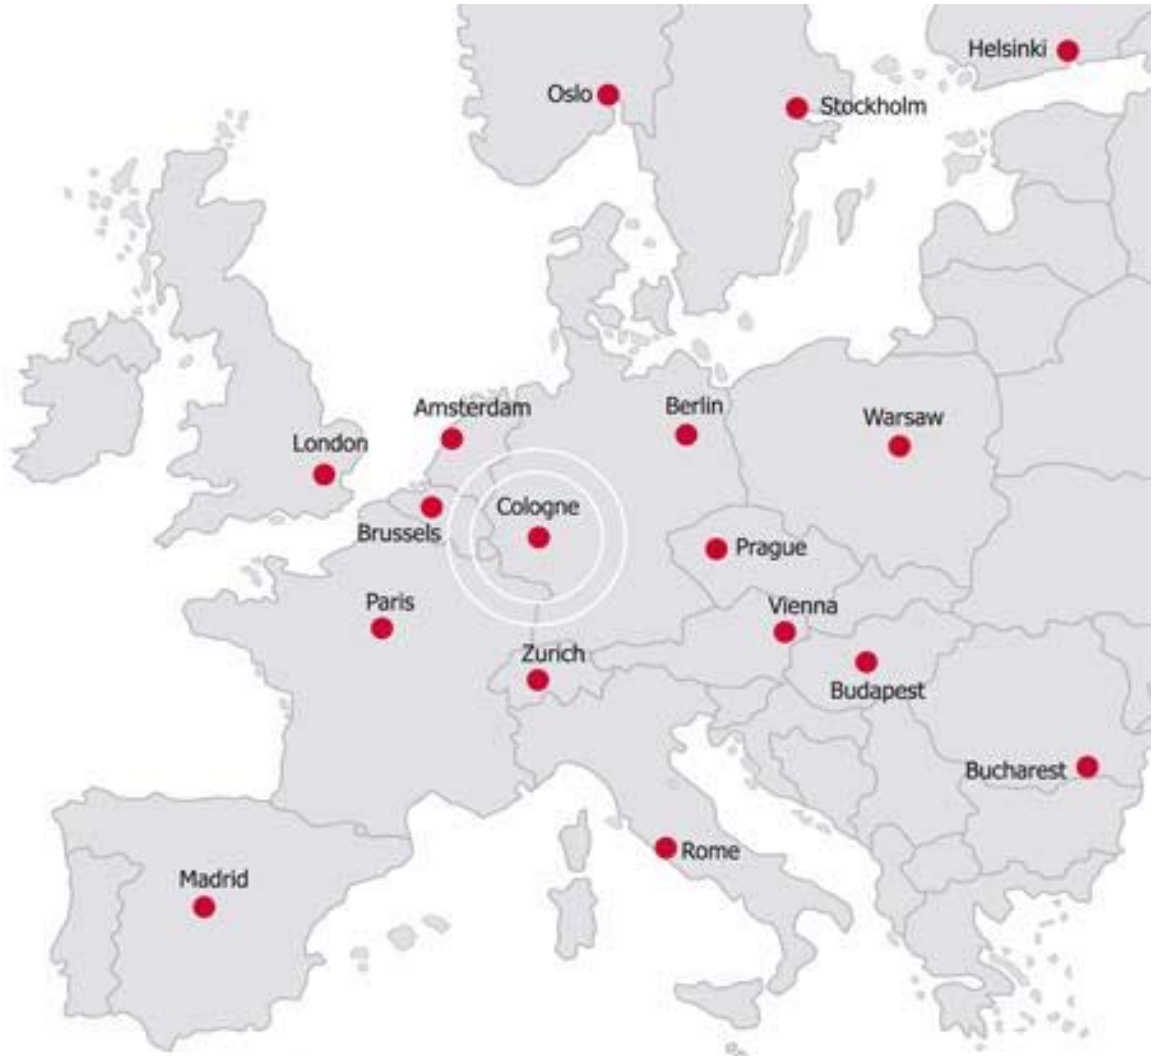 Helsinki
Oslo
Stockholm
Amsterdam
Berlin
Warsaw
London
Cologne
Brussels
Prague
Paris
Vienna
Zurich
Budapest
Bucharest
Rome
Madrid